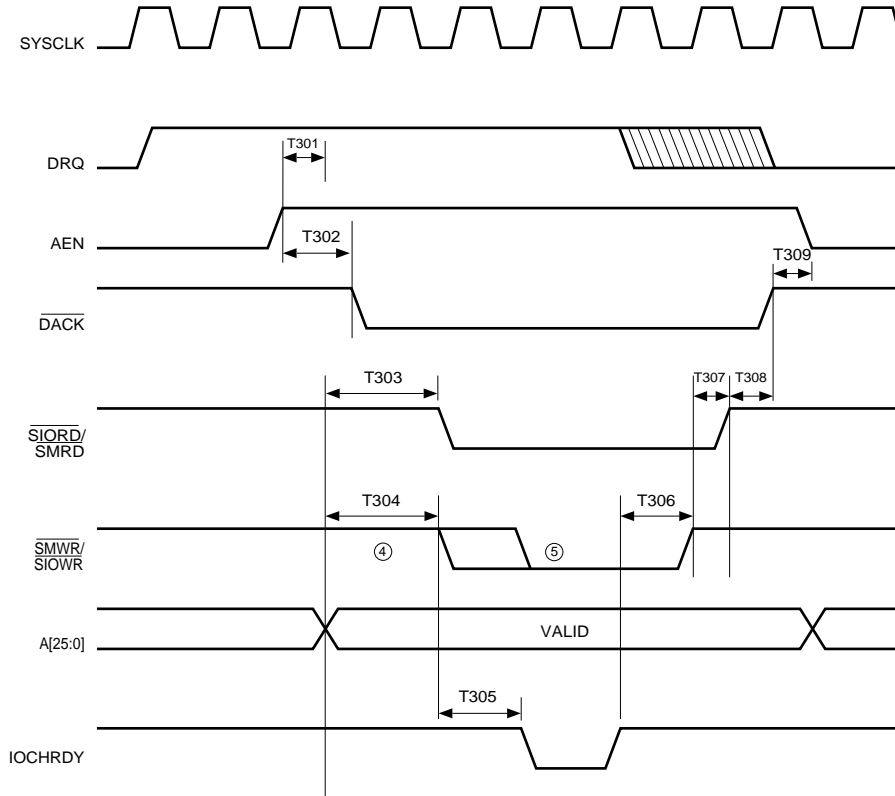 SYSCLK
DRQ
T301
AEN
T302
T309
DACK
T303
T307
T308
SIORD/
SMRD
T304
T306
SMWR/
SIOWR
④
⑤
A[25:0]
VALID
T305
IOCHRDY